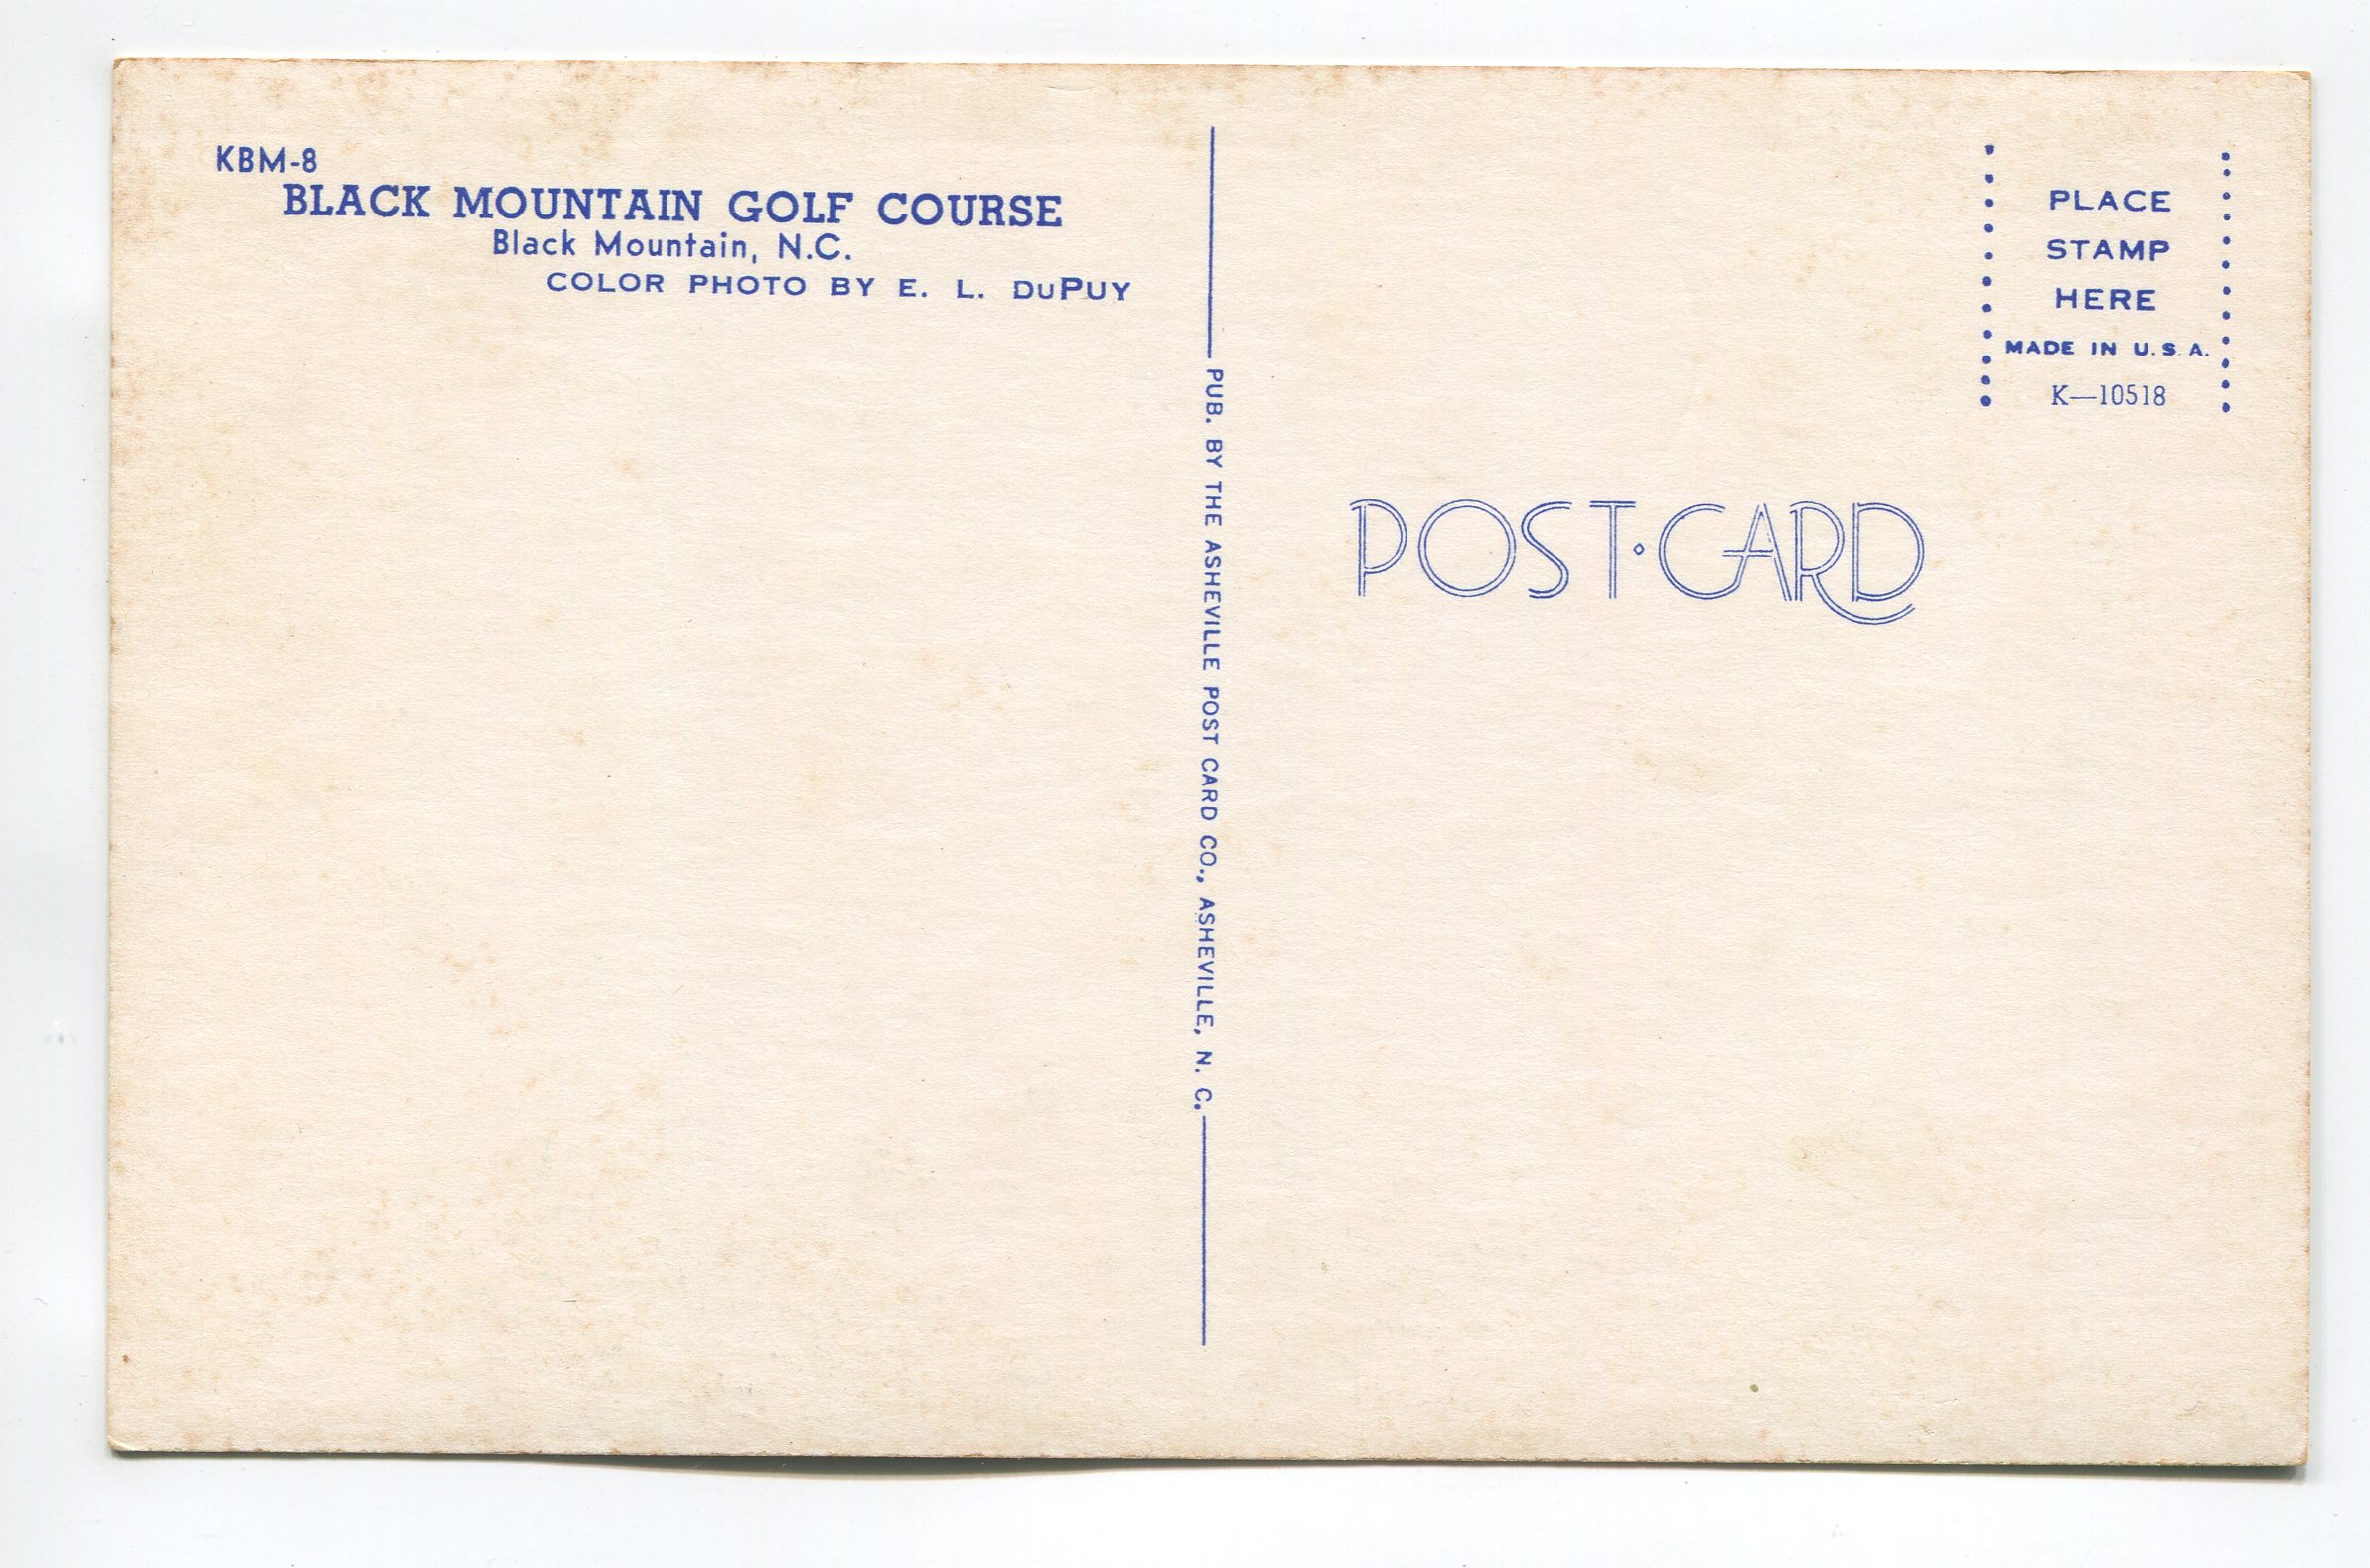 KBM-8
BLACK MOUNTAIN GOLF COURSE
Black Mountain, N.C.
COLOR PHOTO BY E. L. DuPUY
PUB. BY THE ASHEVILLE POST CARD CO., ASHEVILLE, N. C.
PLACE
STAMP
HERE
MADE IN U.S.A.
K—10518
POST·CARD